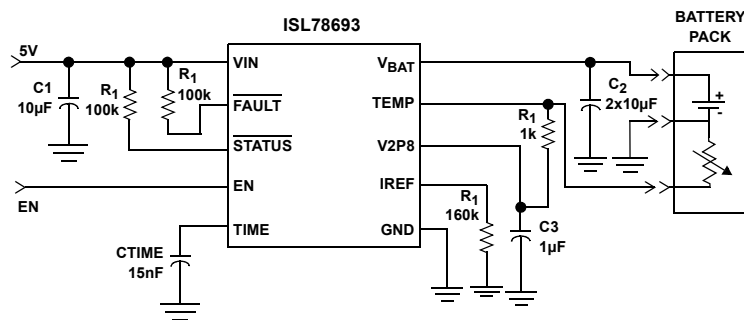 ISL78693
BATTERY
PACK
5V
C1
10µF
R1
100k
R1
100k
VIN
FAULT
STATUS
EN
TIME
VBAT
TEMP
V2P8
IREF
GND
C2
2x10µF
R1
1k
R1
160k
C3
1µF
+
-
EN
CTIME
15nF